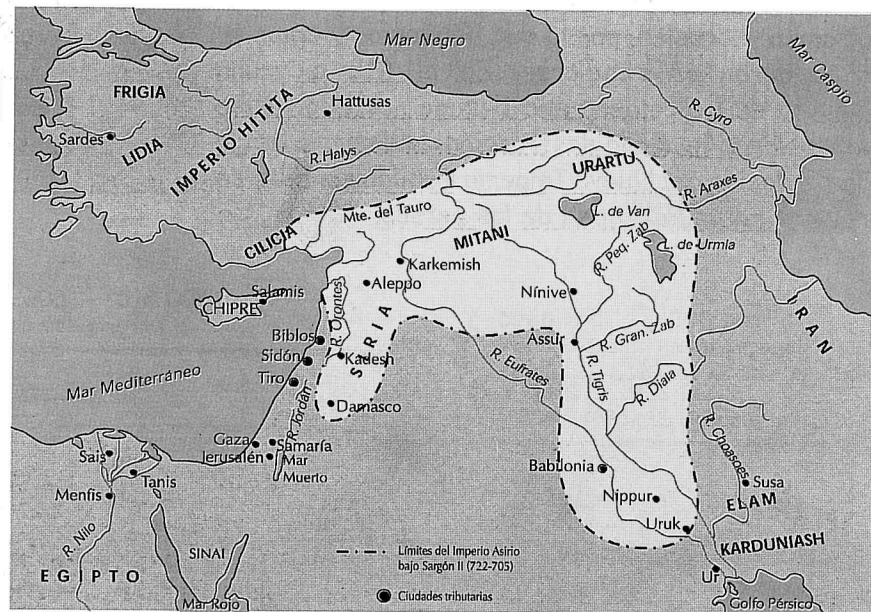 Mar Negro
Mar Caspio
FRIGIA
Hattusas
IMPERIO HITITA
Sardes
LIDIA
R. Halys
R. Cyro
URARTU
R. Araxes
CILICIA
Mte. del Tauro
MITANI
L. de Van
R. Peq. Zab
L. de Urmia
Karkemish
Aleppo
Nínive
Salamis
CHIPRE
R. Orontes
SIRIA
IRAN
Biblos
Assur
R. Gran. Zab
Sidón
Kadesh
R. Eufrates
R. Tigris
Mar Mediterráneo
Tiro
R. Diala
R. Jordán
Damasco
R. Choasoes
Gaza
Samaría
Jerusalén
Mar
Muerto
Sais
Tanis
Babilonia
Susa
Menfis
Nippur
ELAM
Uruk
R. Nilo
SINAI
KARDUNIASH
EGIPTO
Ur
Mar Rojo
Golfo Pérsico
Límites del Imperio Asirio
bajo Sargón II (722-705)
Ciudades tributarias